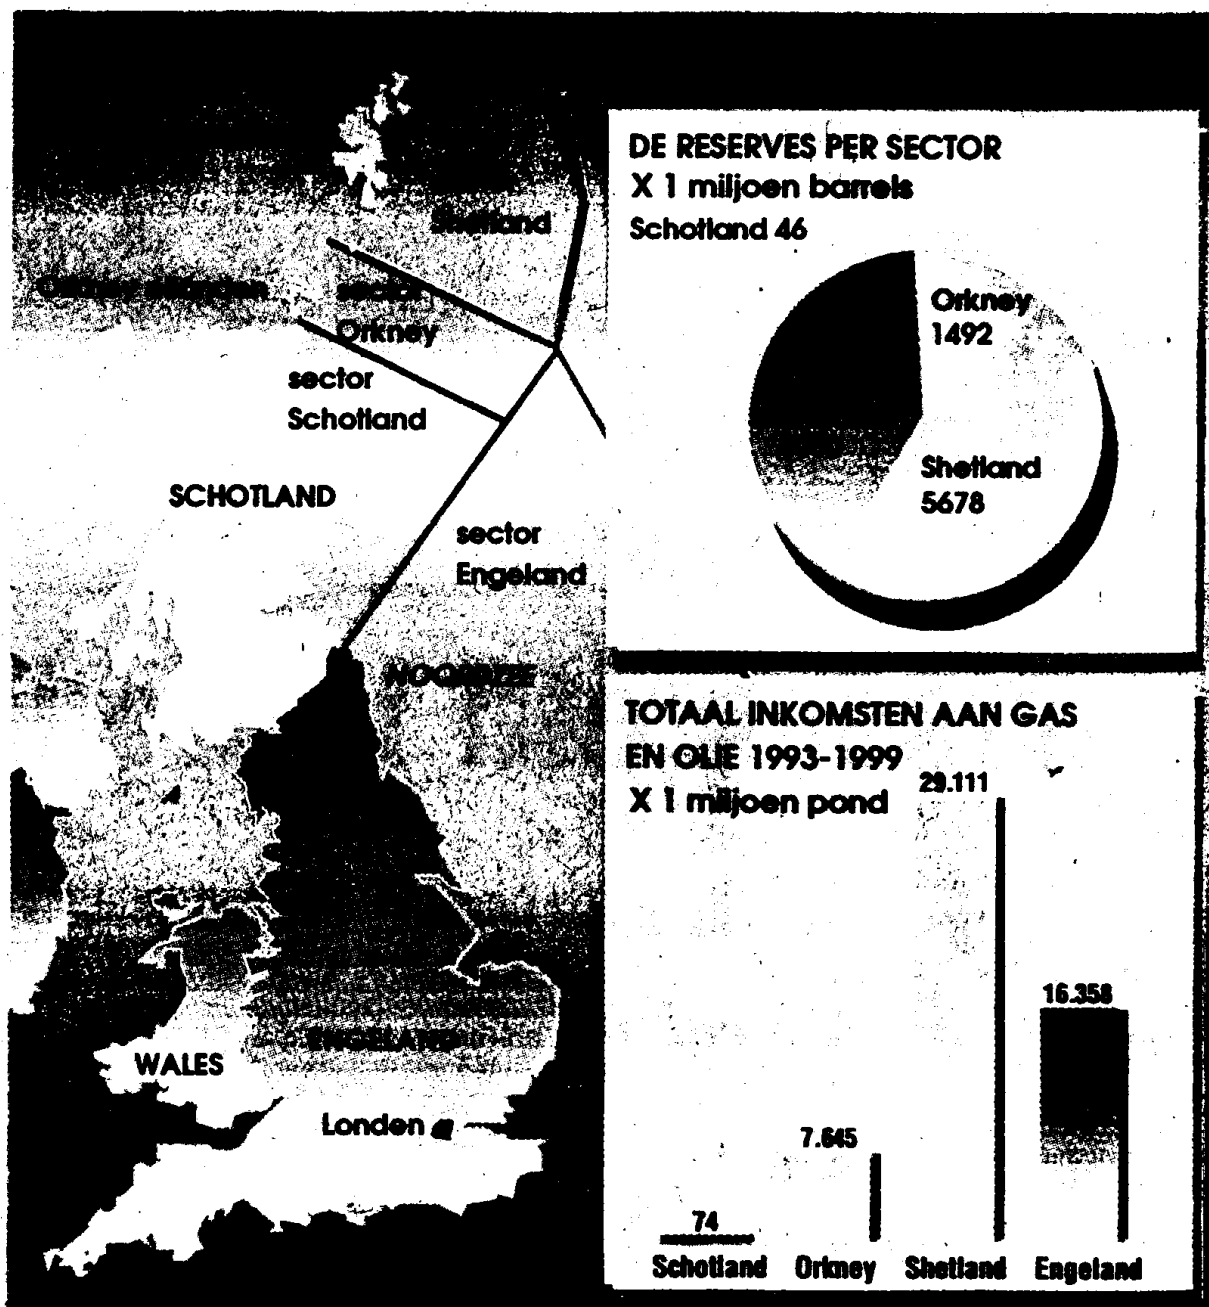 Shetland
sector
Orkney
sector
Schotland
SCHOTLAND
sector
Engeland
NOORDZEE
ENGELAND
WALES
Londen
DE RESERVES PER SECTOR
X 1 miljoen barrels
Schotland 46
Orkney
1492
Shetland
5678
TOTAAL INKOMSTEN AAN GAS
EN OLIE 1993-1999
X 1 miljoen pond
29.111
16.358
7.645
74
Schotland Orkney Shetland Engeland